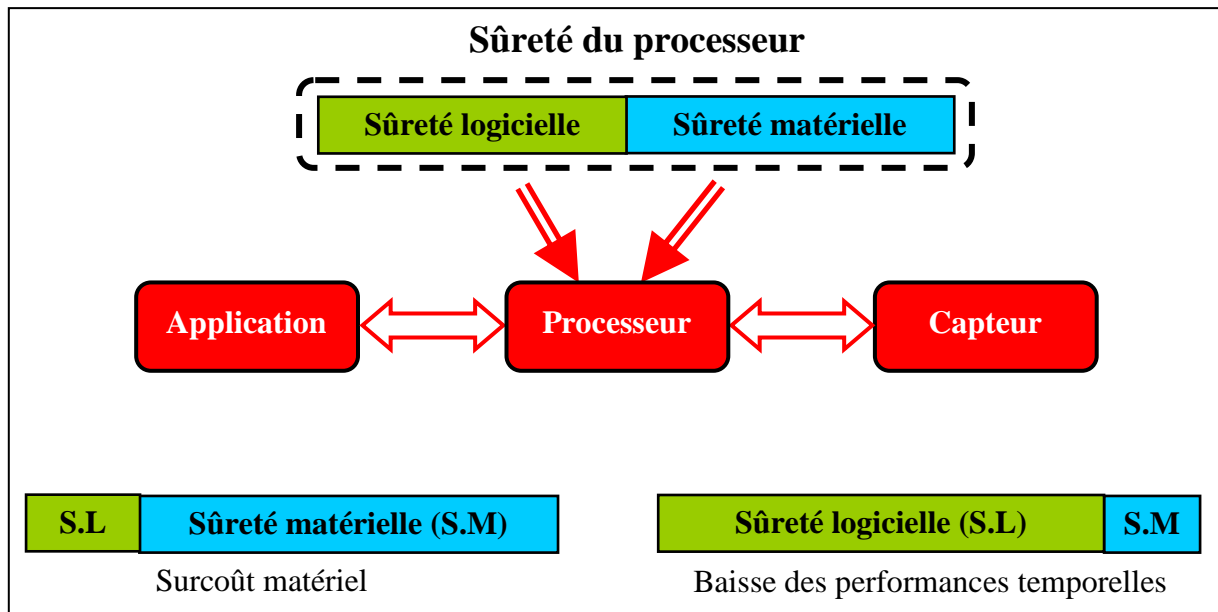 Sûreté du processeur
Sûreté logicielle Sûreté matérielle
Application Processeur Capteur
S.L Sûreté matérielle (S.M) Sûreté logicielle (S.L) S.M
Surcoût matériel Baisse des performances temporelles